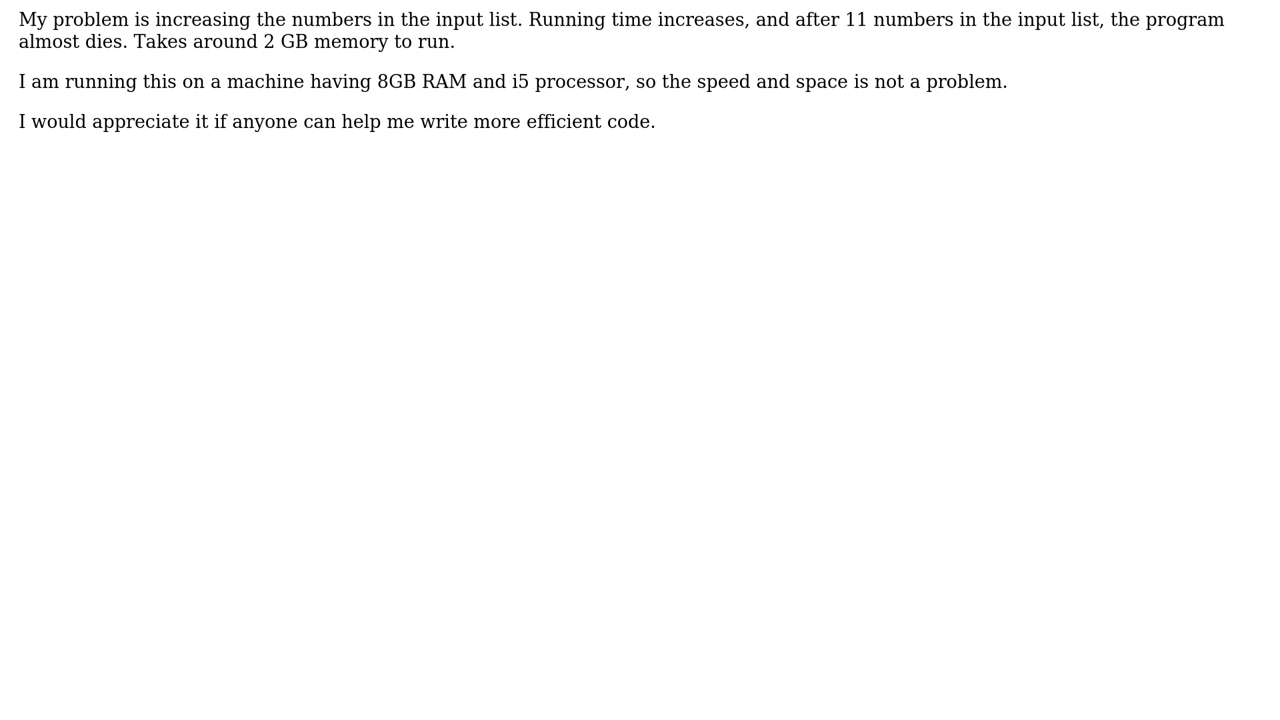 My problem is increasing the numbers in the input list. Running time increases, and after 11 numbers in the input list, the program
almost dies. Takes around 2 GB memory to run.
I am running this on a machine having 8GB RAM and i5 processor, so the speed and space is not a problem.
I would appreciate it if anyone can help me write more efficient code.